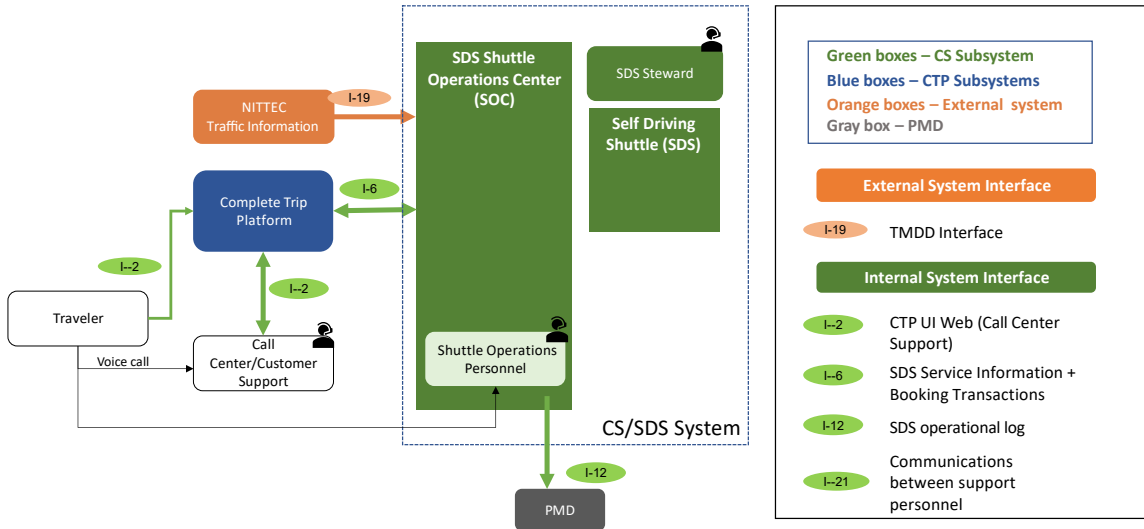 SDS Shuttle
Operations Center
(SOC)
SDS Steward
Self Driving
Shuttle (SDS)
I-19
NITTEC
Traffic Information
I-6
Complete Trip
Platform
I--2
I--2
Traveler
Voice call
Call
Center/Customer
Support
Shuttle Operations
Personnel
CS/SDS System
I-12
PMD
Green boxes – CS Subsystem
Blue boxes – CTP Subsystems
Orange boxes – External system
Gray box – PMD
External System Interface
I-19
TMDD Interface
Internal System Interface
I--2
CTP UI Web (Call Center
Support)
I--6
SDS Service Information +
Booking Transactions
I-12
SDS operational log
I--21
Communications
between support
personnel